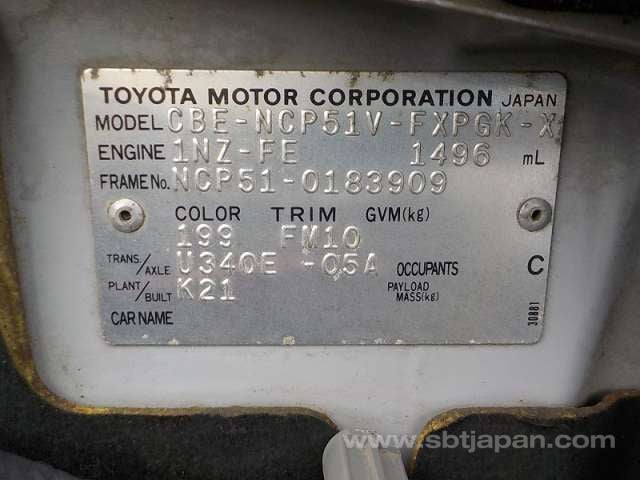 TOYOTA MOTOR CORPORATION JAPAN
MODEL CBE-NCP51V-FXPGK-X
ENGINE 1NZ-FE 1496 mL
FRAME No. NCP51-0183909
COLOR TRIM GVM(kg)
199 FM10
TRANS./AXLE U340E -05A OCCUPANTS C
PLANT/BUILT K21 PAYLOAD MASS(kg)
CAR NAME
30881
www.sbtjapan.com